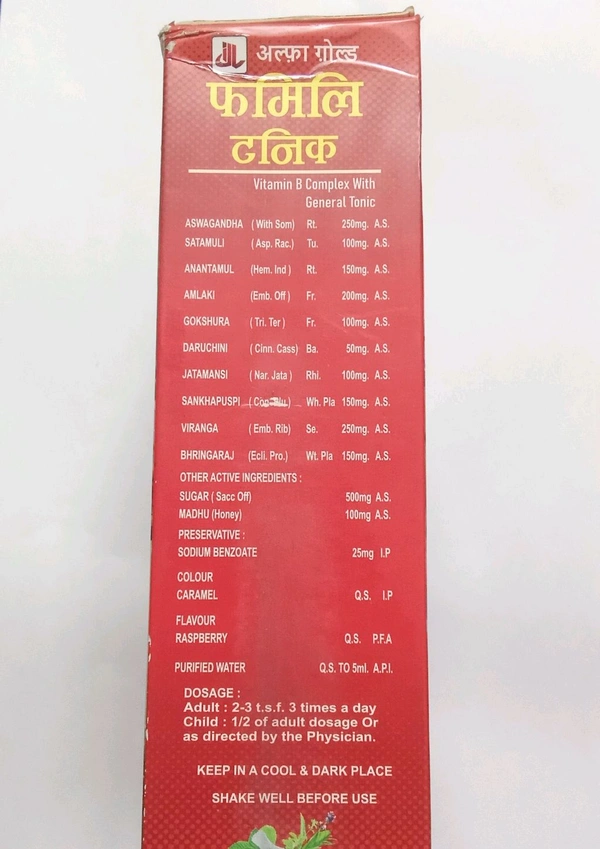 JL अल्फ़ा ग़ोल्ड
फेमिलि
टनिक
Vitamin B Complex With
General Tonic
ASWAGANDHA ( With Som) Rt. 250mg. A.S.
SATAMULI ( Asp. Rac.) Tu. 100mg. A.S.
ANANTAMUL (Hem. Ind ) Rt. 150mg. A.S.
AMLAKI (Emb. Off ) Fr. 200mg. A.S.
GOKSHURA ( Tri. Ter ) Fr. 100mg. A.S.
DARUCHINI ( Cinn. Cass) Ba. 50mg. A.S.
JATAMANSI ( Nar. Jata ) Rhi. 100mg. A.S.
SANKHAPUSPI Wh. Pla 150mg. A.S.
VIRANGA ( Emb. Rib) Se. 250mg. A.S.
BHRINGARAJ (Ecli. Pro.) Wt. Pla 150mg. A.S.
OTHER ACTIVE INGREDIENTS :
SUGAR ( Sacc Off) 500mg A.S.
MADHU (Honey) 100mg A.S.
PRESERVATIVE :
SODIUM BENZOATE 25mg I.P
COLOUR
CARAMEL Q.S. I.P
FLAVOUR
RASPBERRY Q.S. P.F.A
PURIFIED WATER Q.S. TO 5ml. A.P.I.
DOSAGE :
Adult : 2-3 t.s.f. 3 times a day
Child : 1/2 of adult dosage Or
as directed by the Physician.
KEEP IN A COOL & DARK PLACE
SHAKE WELL BEFORE USE